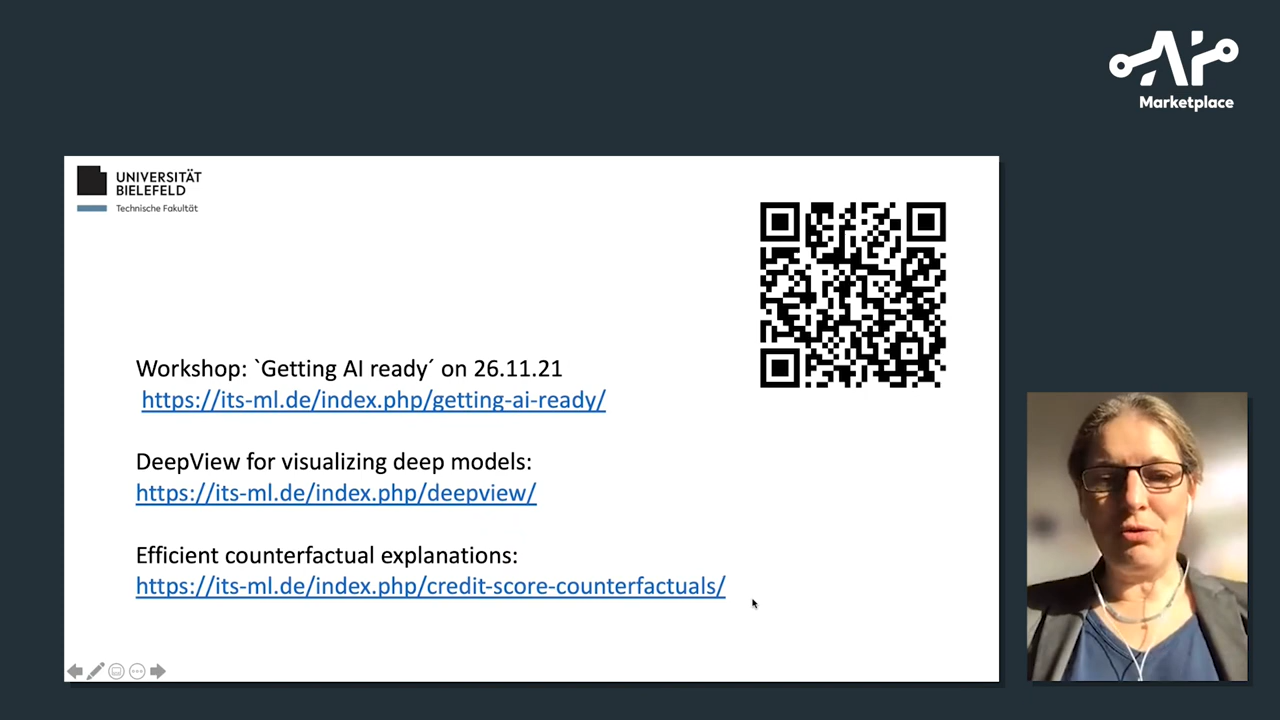 AI
Marketplace
UNIVERSITÄT
BIELEFELD
Technische Fakultät
Workshop: `Getting AI ready´ on 26.11.21
https://its-ml.de/index.php/getting-ai-ready/
DeepView for visualizing deep models:
https://its-ml.de/index.php/deepview/
Efficient counterfactual explanations:
https://its-ml.de/index.php/credit-score-counterfactuals/